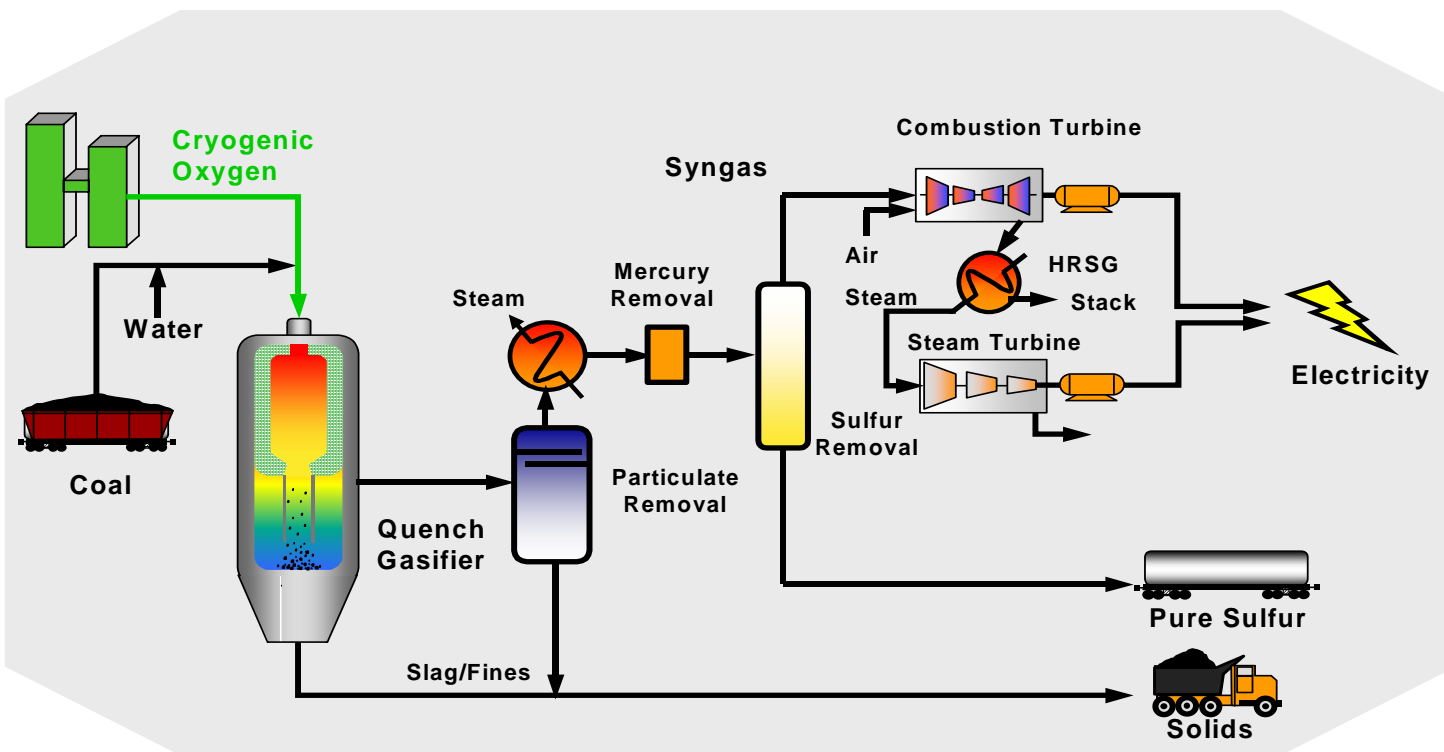 Combustion Turbine
Cryogenic
Oxygen
Syngas
Air
HRSG
Mercury
Removal
Steam
Steam
Stack
Water
Steam Turbine
Electricity
Sulfur
Removal
Coal
Particulate
Removal
Quench
Gasifier
Pure Sulfur
Slag/Fines
Solids